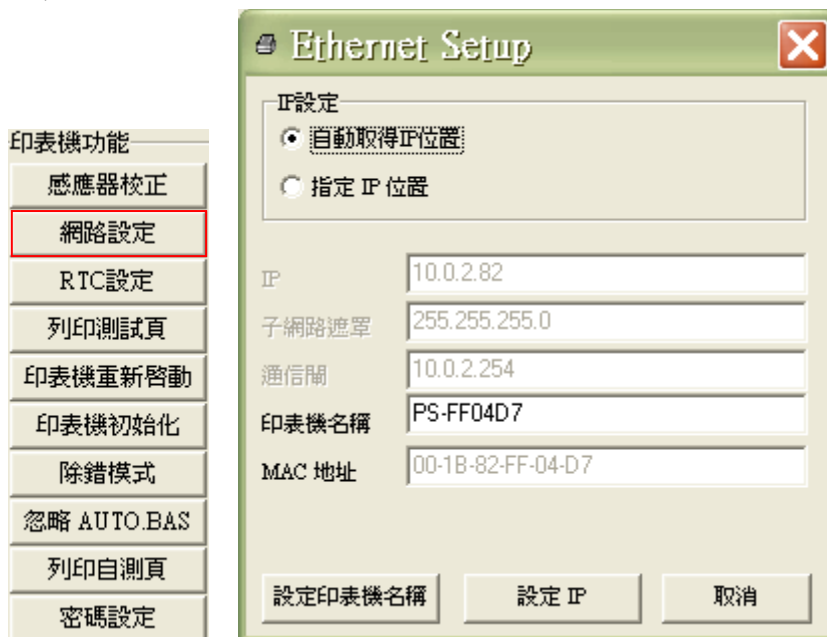 印表機功能
感應器校正
網路設定
RTC設定
列印測試頁
印表機重新啓動
印表機初始化
除錯模式
忽略 AUTO.BAS
列印自測頁
密碼設定
Ethernet Setup
IP設定
自動取得IP位置
指定 IP 位置
IP 10.0.2.82
子網路遮罩 255.255.255.0
通信閘 10.0.2.254
印表機名稱 PS-FF04D7
MAC 地址 00-1B-82-FF-04-D7
設定印表機名稱 設定 IP 取消